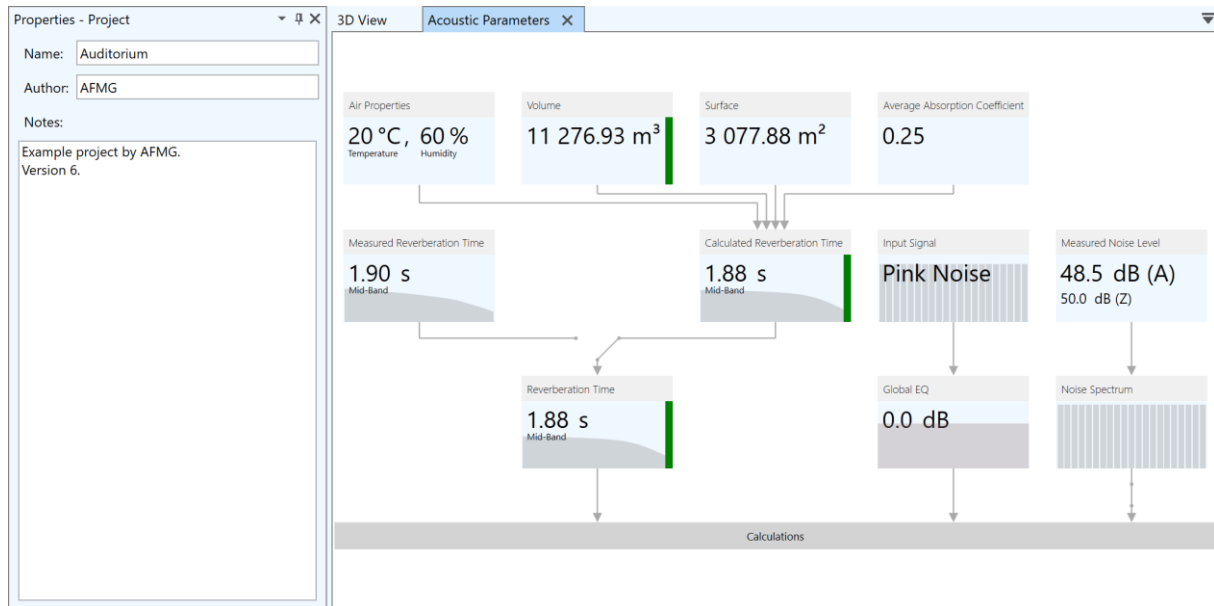 Properties - Project
Name: Auditorium
Author: AFMG
Notes:
Example project by AFMG.
Version 6.
3D View
Acoustic Parameters
Air Properties
20 °C, 60 %
Temperature Humidity
Volume
11 276.93 m³
Surface
3 077.88 m²
Average Absorption Coefficient
0.25
Measured Reverberation Time
1.90 s
Mid-Band
Calculated Reverberation Time
1.88 s
Mid-Band
Input Signal
Pink Noise
Measured Noise Level
48.5 dB (A)
50.0 dB (Z)
Reverberation Time
1.88 s
Mid-Band
Global EQ
0.0 dB
Noise Spectrum
Calculations